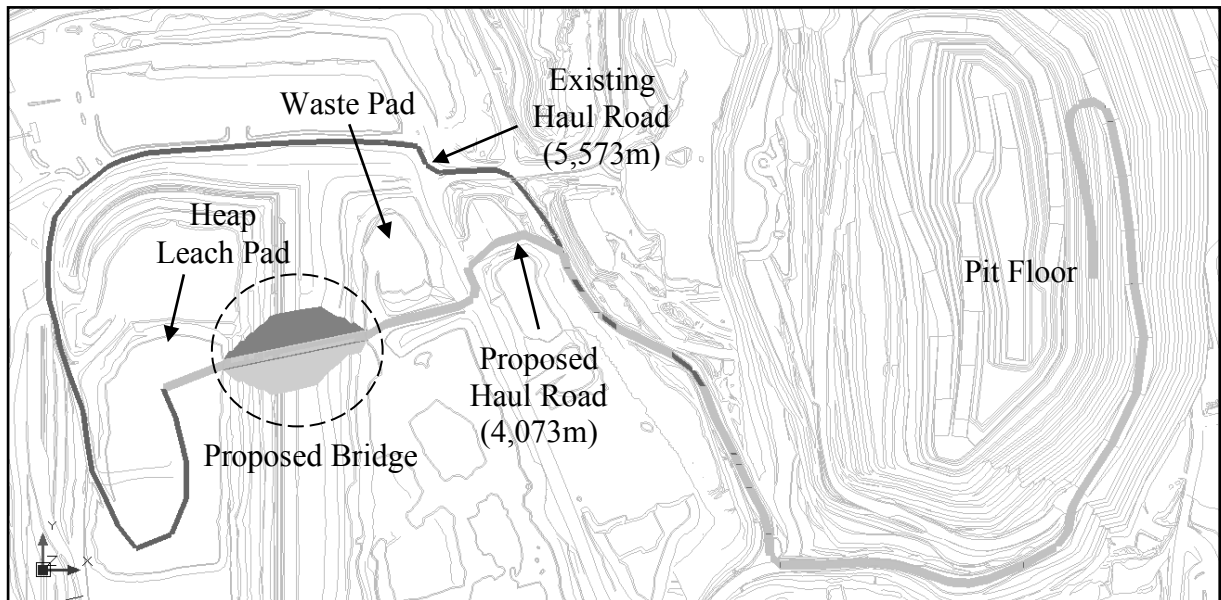 Existing
Haul Road
(5,573m)
Waste Pad
Heap
Leach Pad
Pit Floor
Proposed
Haul Road
(4,073m)
Proposed Bridge
Y
Z
X